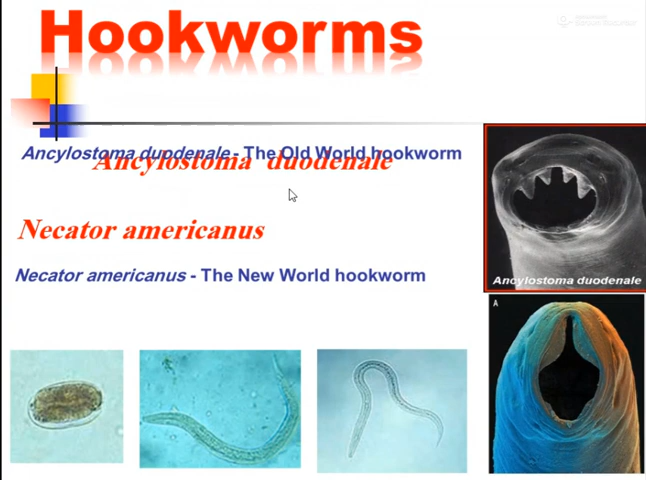 Hookworms
Ancylostoma duodenale - The Old World hookworm
Ancylostoma duodenale
Necator americanus
Necator americanus - The New World hookworm
Ancylostoma duodenale
A